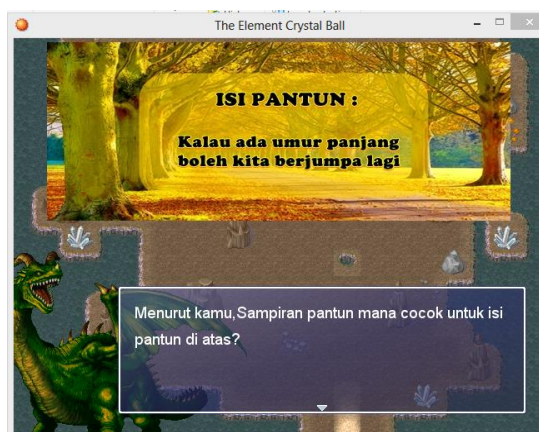 The Element Crystal Ball
ISI PANTUN :
Kalau ada umur panjang
boleh kita berjumpa lagi
Menurut kamu,Sampiran pantun mana cocok untuk isi
pantun di atas?